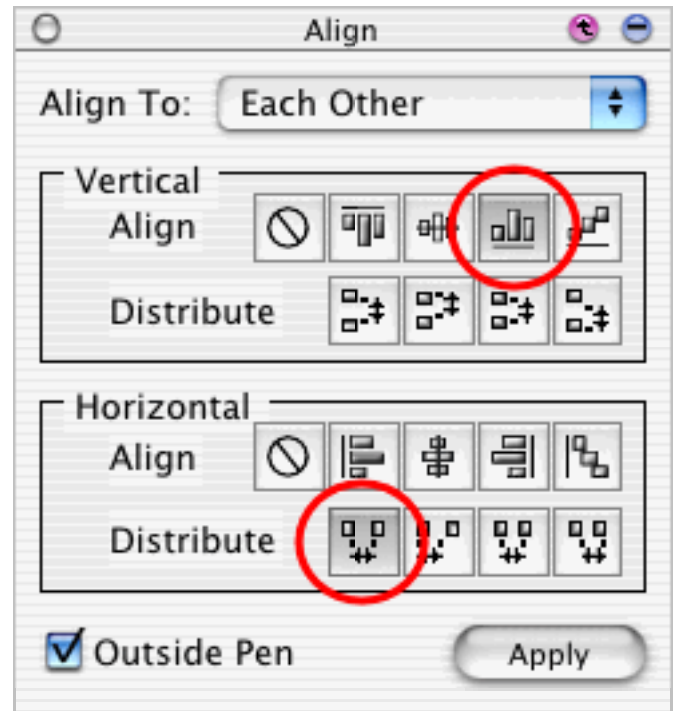 Align
Align To: Each Other
Vertical
Align
Distribute
Horizontal
Align
Distribute
Outside Pen
Apply